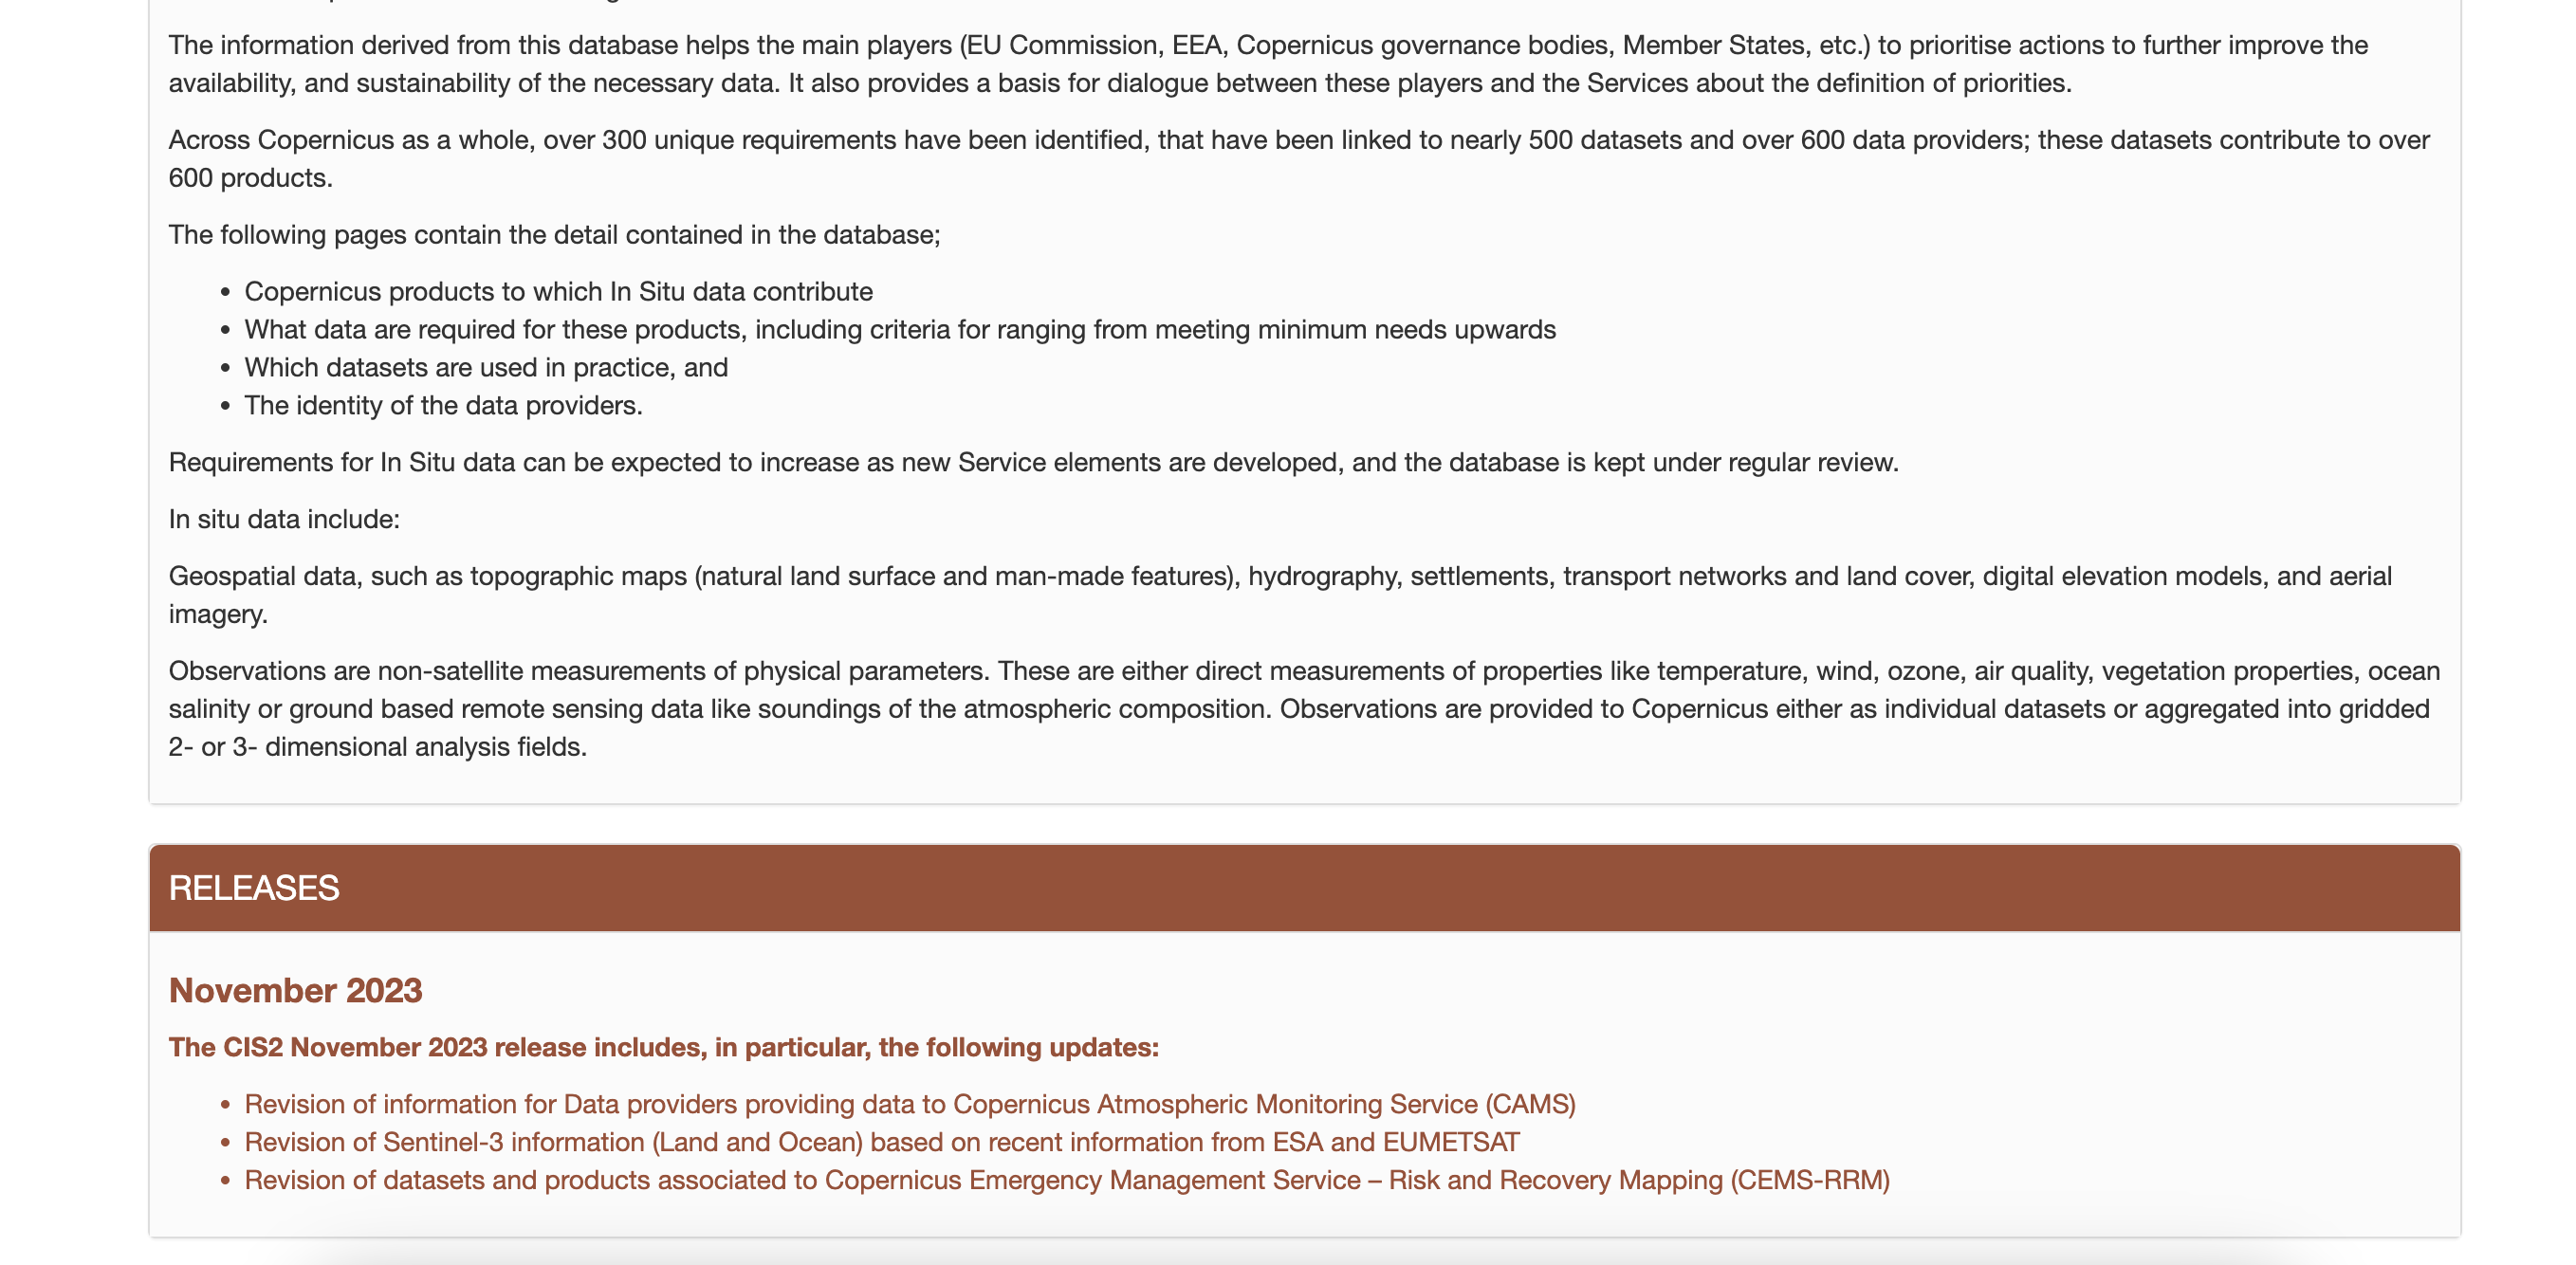 The information derived from this database helps the main players (EU Commission, EEA, Copernicus governance bodies, Member States, etc.) to prioritise actions to further improve the
availability, and sustainability of the necessary data. It also provides a basis for dialogue between these players and the Services about the definition of priorities.
Across Copernicus as a whole, over 300 unique requirements have been identified, that have been linked to nearly 500 datasets and over 600 data providers; these datasets contribute to over
600 products.
The following pages contain the detail contained in the database;
• Copernicus products to which In Situ data contribute
• What data are required for these products, including criteria for ranging from meeting minimum needs upwards
• Which datasets are used in practice, and
• The identity of the data providers.
Requirements for In Situ data can be expected to increase as new Service elements are developed, and the database is kept under regular review.
In situ data include:
Geospatial data, such as topographic maps (natural land surface and man-made features), hydrography, settlements, transport networks and land cover, digital elevation models, and aerial
imagery.
Observations are non-satellite measurements of physical parameters. These are either direct measurements of properties like temperature, wind, ozone, air quality, vegetation properties, ocean
salinity or ground based remote sensing data like soundings of the atmospheric composition. Observations are provided to Copernicus either as individual datasets or aggregated into gridded
2- or 3- dimensional analysis fields.
RELEASES
November 2023
The CIS2 November 2023 release includes, in particular, the following updates:
• Revision of information for Data providers providing data to Copernicus Atmospheric Monitoring Service (CAMS)
• Revision of Sentinel-3 information (Land and Ocean) based on recent information from ESA and EUMETSAT
• Revision of datasets and products associated to Copernicus Emergency Management Service – Risk and Recovery Mapping (CEMS-RRM)